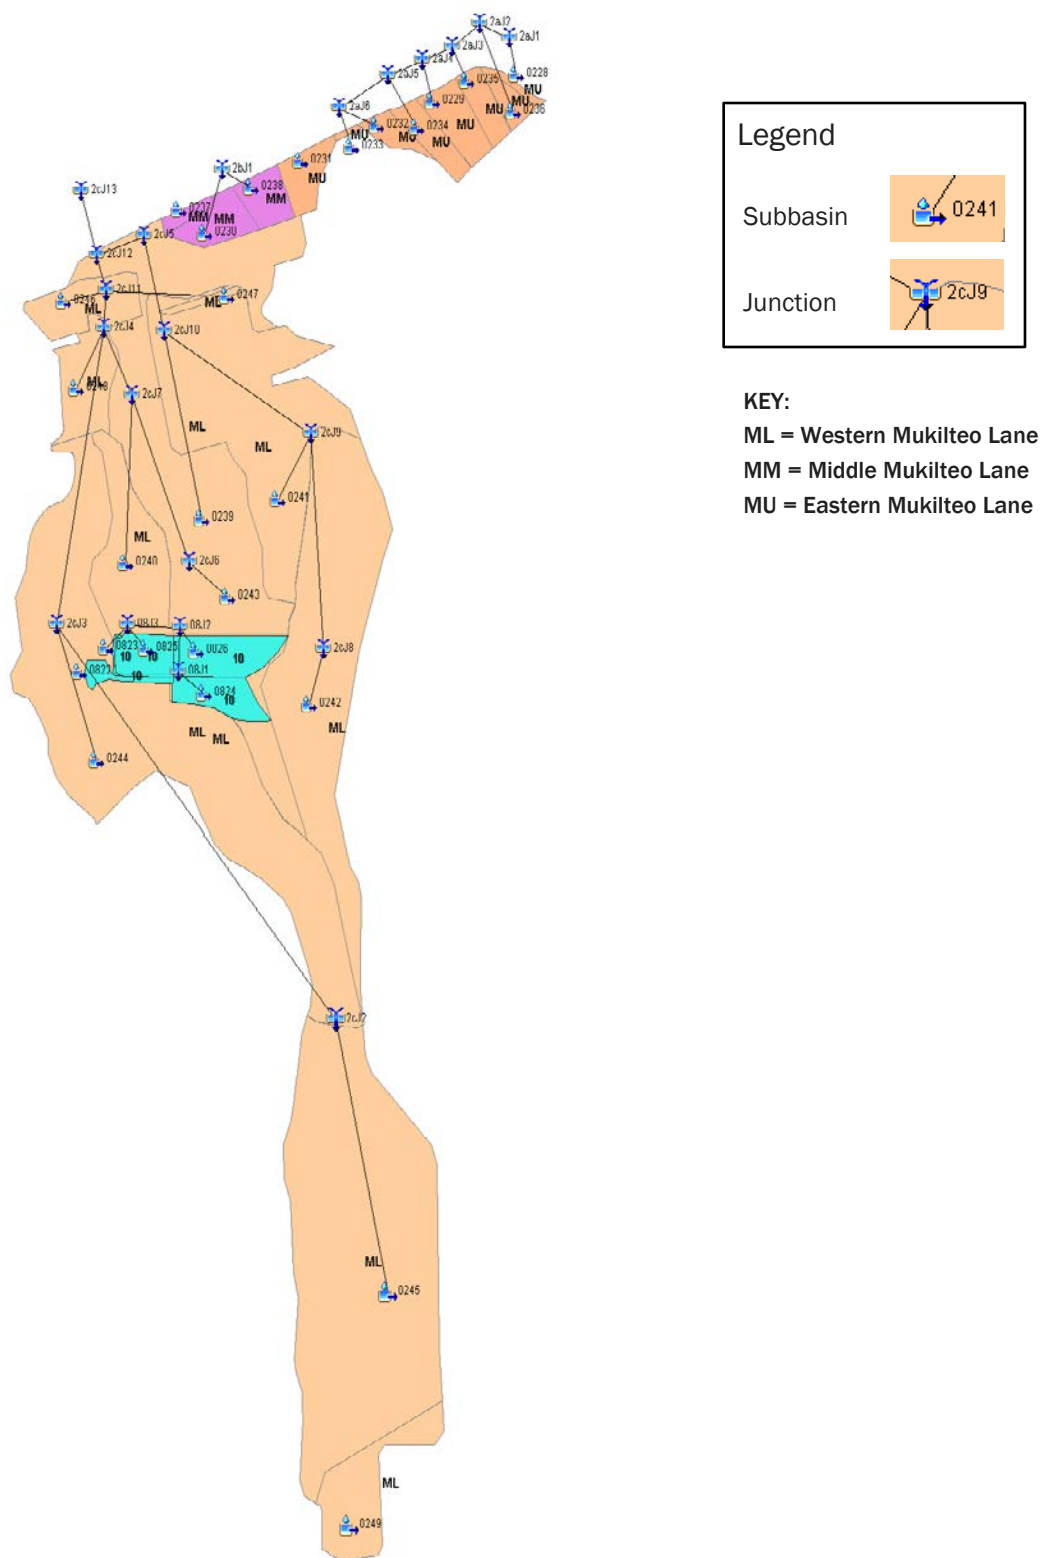 2aJ2
2aJ1
2aJ3
2aJ4
2aJ5
0228
0235
MU
2aJ6
0229
MU
0236
MU
0232
0234
MU
MU
MU
MU
0233
0231
MU
2bJ1
0238
MM
2cJ13
0237
MM
MM
0230
2cJ5
2cJ12
2cJ11
0246
ML
ML
0247
2cJ4
2cJ10
ML
0248
2cJ7
ML
ML
2cJ9
0241
0239
ML
0240
2cJ6
0243
2cJ3
08J3
08J2
0823
0825
0026
10
10
10
2cJ8
0822
10
08J1
0824
10
0242
ML
ML
ML
0244
2cJ2
ML
0245
ML
0249
Legend
Subbasin
0241
Junction
2cJ9
KEY:
ML = Western Mukilteo Lane
MM = Middle Mukilteo Lane
MU = Eastern Mukilteo Lane